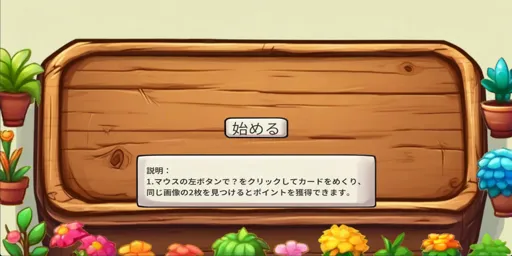 始める
説明：
1.マウスの左ボタンで？をクリックしてカードをめくり、
同じ画像の2枚を見つけるとポイントを獲得できます。